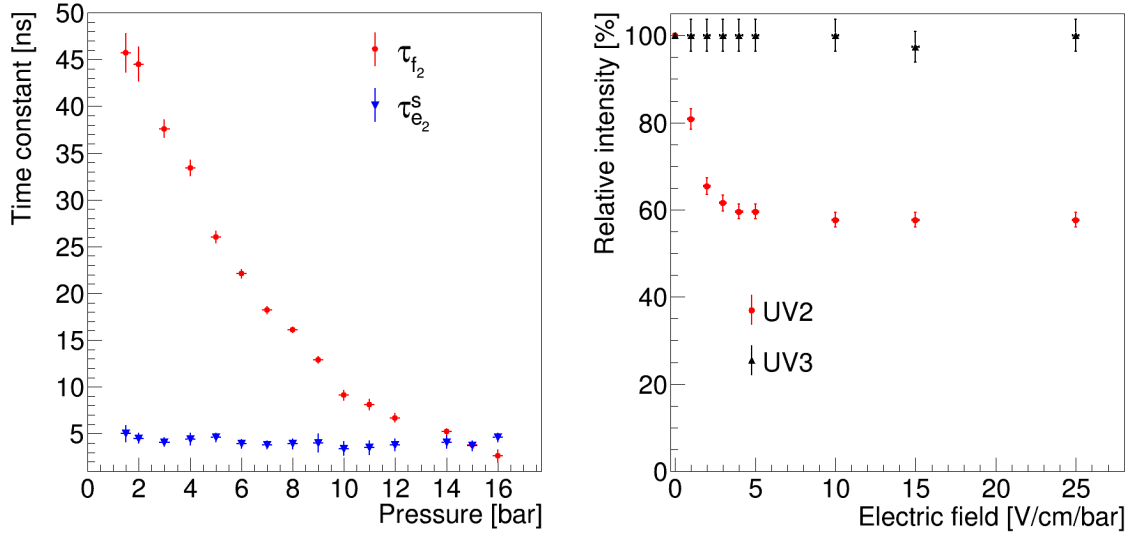 Time constant [ns]
50
45
40
35
30
25
20
15
10
5
τf2
τe2s
0 2 4 6 8 10 12 14 16
Pressure [bar]
Relative intensity [%]
100
80
60
40
20
0
UV2
UV3
0 5 10 15 20 25
Electric field [V/cm/bar]